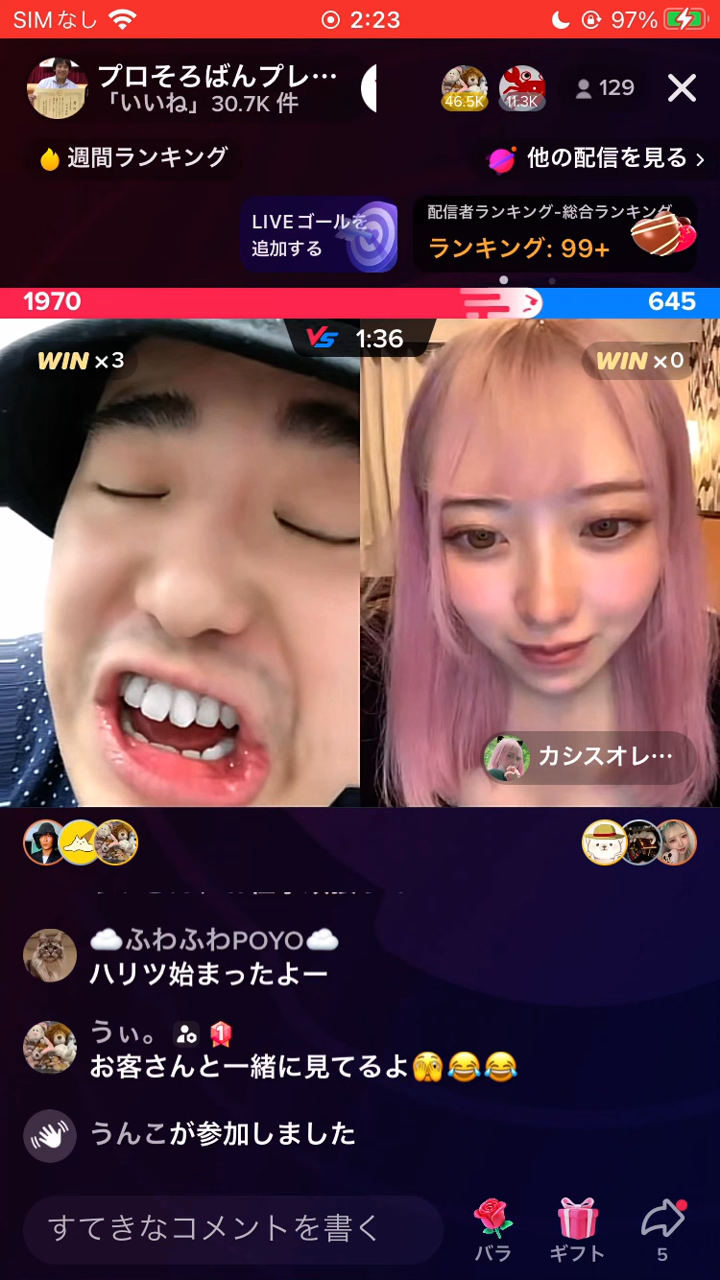 SIMなし 2:23 97%
プロそろばんプレ… 46.5K 11.3K 129
「いいね」30.7K 件
週間ランキング 他の配信を見る ›
LIVEゴールを
追加する
配信者ランキング-総合ランキング
ランキング: 99+
1970 645
VS 1:36
WIN ×3 WIN ×0
カシスオレ…
☁️ふわふわPOYO☁️
ハリツ始まったよー
うぃ。 1
お客さんと一緒に見てるよ🫣😂😂
うんこが参加しました
すてきなコメントを書く
バラ ギフト 5